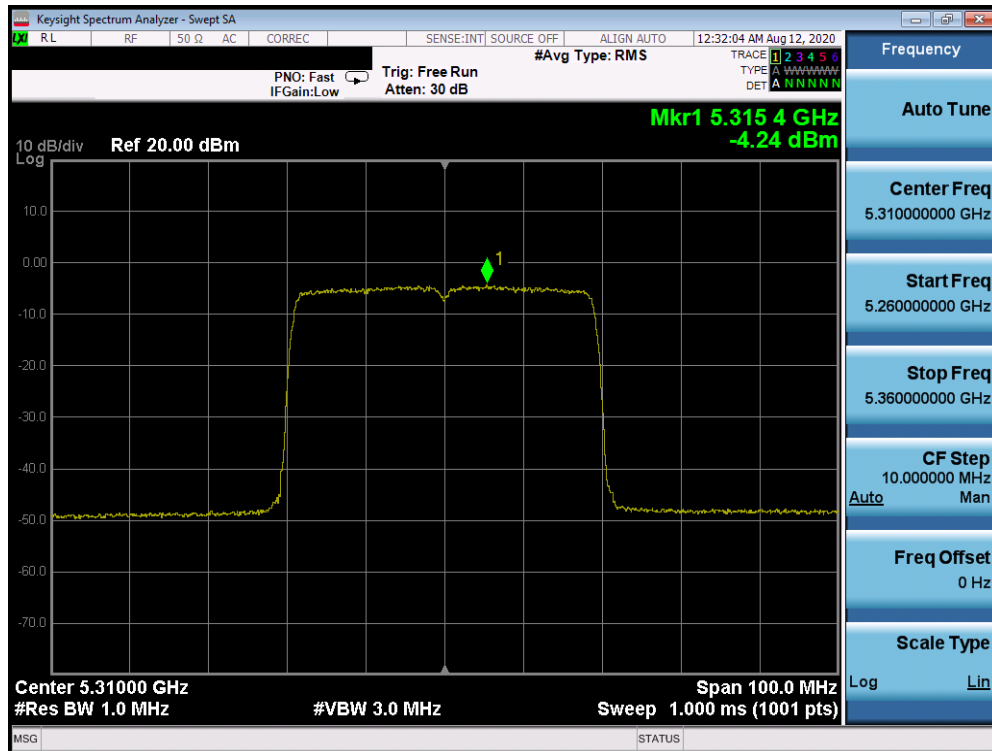 Keysight Spectrum Analyzer - Swept SA
LXI RL RF 50 Ω AC CORREC SENSE:INT SOURCE OFF ALIGN AUTO 12:32:04 AM Aug 12, 2020
#Avg Type: RMS
TRACE 1 2 3 4 5 6
PNO: Fast Trig: Free Run TYPE A WWWWW
IFGain:Low Atten: 30 dB DET A N N N N N
Mkr1 5.315 4 GHz
-4.24 dBm
10 dB/div Ref 20.00 dBm
Log
10.0
1
0.00
-10.0
-20.0
-30.0
-40.0
-50.0
-60.0
-70.0
Center 5.31000 GHz Span 100.0 MHz
#Res BW 1.0 MHz #VBW 3.0 MHz Sweep 1.000 ms (1001 pts)
MSG STATUS
Frequency
Auto Tune
Center Freq
5.310000000 GHz
Start Freq
5.260000000 GHz
Stop Freq
5.360000000 GHz
CF Step
10.000000 MHz
Auto Man
Freq Offset
0 Hz
Scale Type
Log Lin